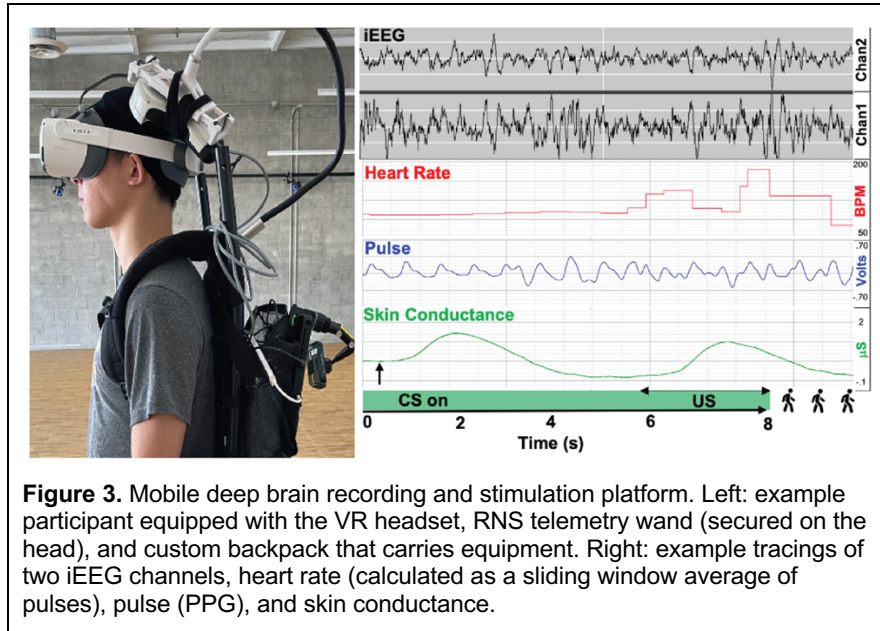 iEEG
Chan2
Chan1
Heart Rate
200
BPM
50
Pulse
.70
Volts
-.70
Skin Conductance
2
µS
-.1
CS on
US
0 2 4 6 8
Time (s)
Figure 3. Mobile deep brain recording and stimulation platform. Left: example
participant equipped with the VR headset, RNS telemetry wand (secured on the
head), and custom backpack that carries equipment. Right: example tracings of
two iEEG channels, heart rate (calculated as a sliding window average of
pulses), pulse (PPG), and skin conductance.